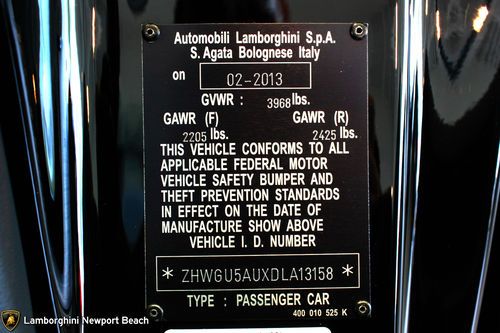 Automobili Lamborghini S.p.A.
S. Agata Bolognese Italy
on 02-2013
GVWR : 3968 lbs.
GAWR (F) GAWR (R)
2205 lbs. 2425 lbs.
THIS VEHICLE CONFORMS TO ALL
APPLICABLE FEDERAL MOTOR
VEHICLE SAFETY BUMPER AND
THEFT PREVENTION STANDARDS
IN EFFECT ON THE DATE OF
MANUFACTURE SHOW ABOVE
VEHICLE I. D. NUMBER
* ZHWGU5AUXDLA13158 *
TYPE : PASSENGER CAR
400 010 525 K
Lamborghini Newport Beach